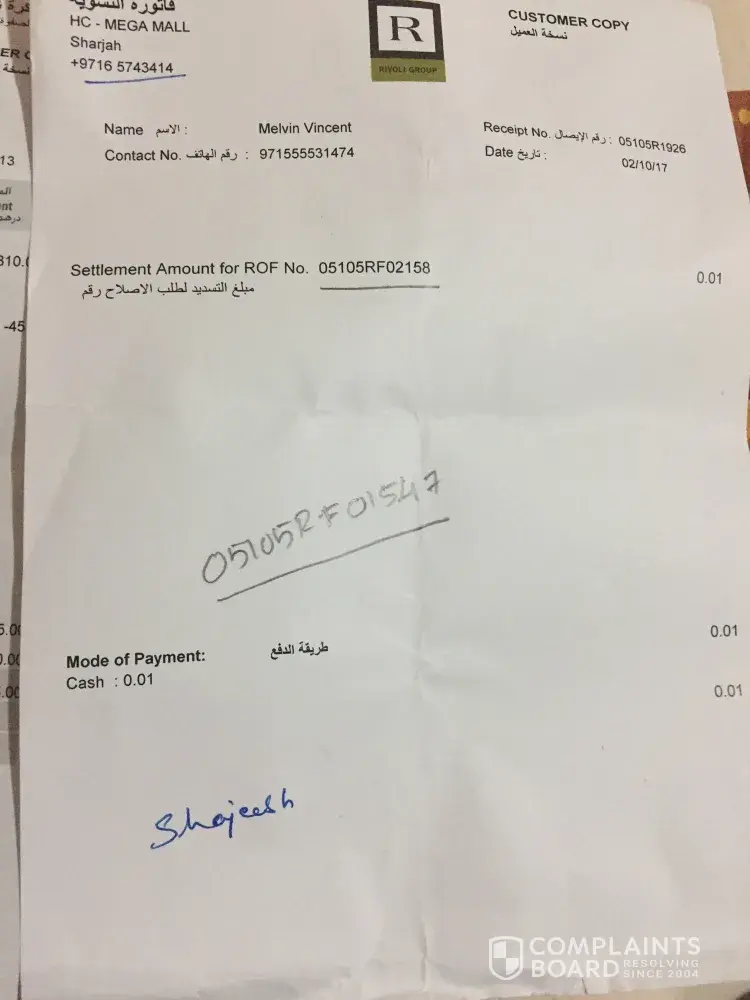 فاتورة التسوية
HC - MEGA MALL
Sharjah
+9716 5743414
R
RIVOLI GROUP
CUSTOMER COPY
نسخة العميل
Name الاسم :
Melvin Vincent
Contact No. رقم الهاتف :
971555531474
Receipt No. رقم الإيصال :
05105R1926
Date تاريخ :
02/10/17
Settlement Amount for ROF No. 05105RF02158
0.01
مبلغ التسديد لطلب الاصلاح رقم
05105RF01547
0.01
Mode of Payment:
طريقة الدفع
Cash : 0.01
0.01
Shajeesh
13
-45
COMPLAINTS
BOARD RESOLVING
SINCE 2004